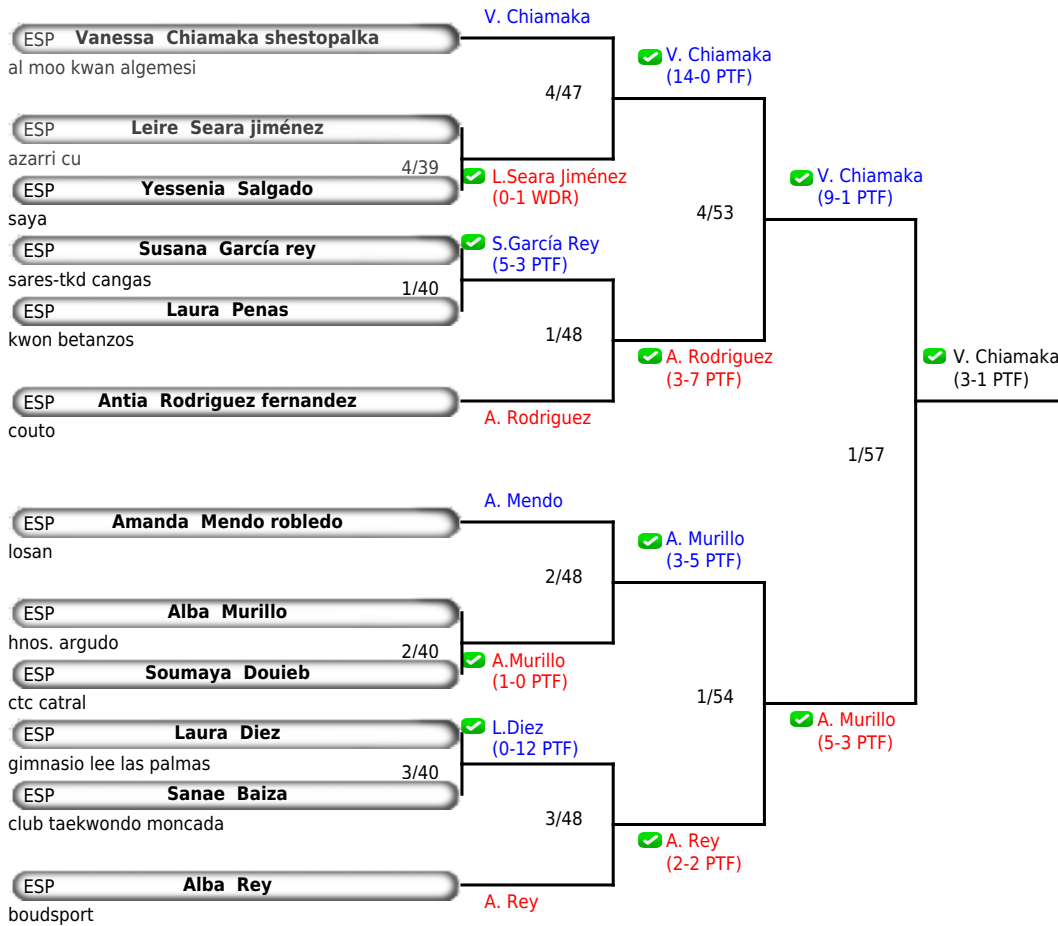 V. Chiamaka
ESP Vanessa Chiamaka shestopalka
al moo kwan algemesi
V. Chiamaka
(14-0 PTF)
4/47
ESP Leire Seara jiménez
azarri cu
4/39
L.Seara Jiménez
(0-1 WDR)
ESP Yessenia Salgado
saya
V. Chiamaka
(9-1 PTF)
4/53
ESP Susana García rey
sares-tkd cangas
S.García Rey
(5-3 PTF)
1/40
ESP Laura Penas
kwon betanzos
1/48
A. Rodriguez
(3-7 PTF)
V. Chiamaka
(3-1 PTF)
ESP Antia Rodriguez fernandez
couto
A. Rodriguez
1/57
A. Mendo
ESP Amanda Mendo robledo
losan
A. Murillo
(3-5 PTF)
2/48
ESP Alba Murillo
hnos. argudo
2/40
A.Murillo
(1-0 PTF)
ESP Soumaya Douieb
ctc catral
1/54
A. Murillo
(5-3 PTF)
ESP Laura Diez
gimnasio lee las palmas
L.Diez
(0-12 PTF)
3/40
ESP Sanae Baiza
club taekwondo moncada
3/48
A. Rey
(2-2 PTF)
ESP Alba Rey
boudsport
A. Rey